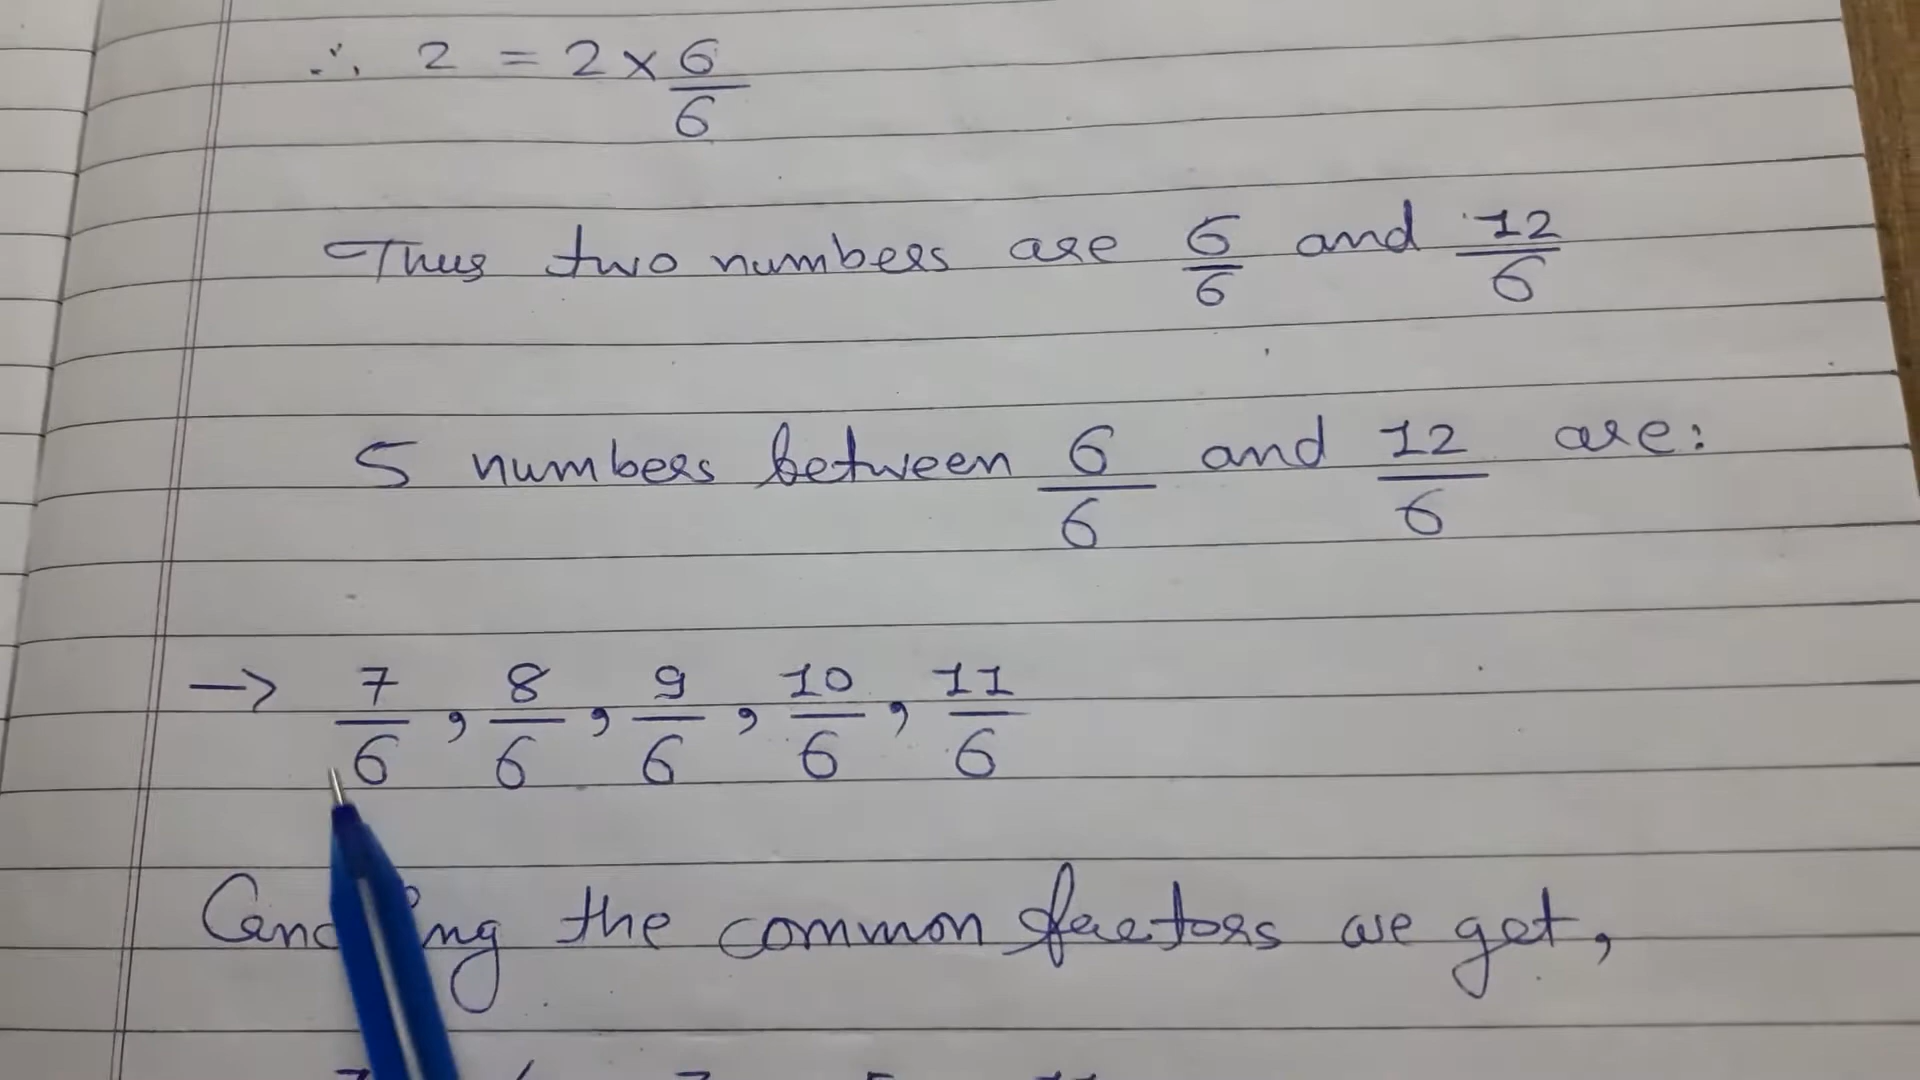 ∴ 2 = 2 × 6/6
Thus two numbers are 6/6 and 12/6
5 numbers between 6/6 and 12/6 are:
→ 7/6 , 8/6 , 9/6 , 10/6 , 11/6
the common factors we get,